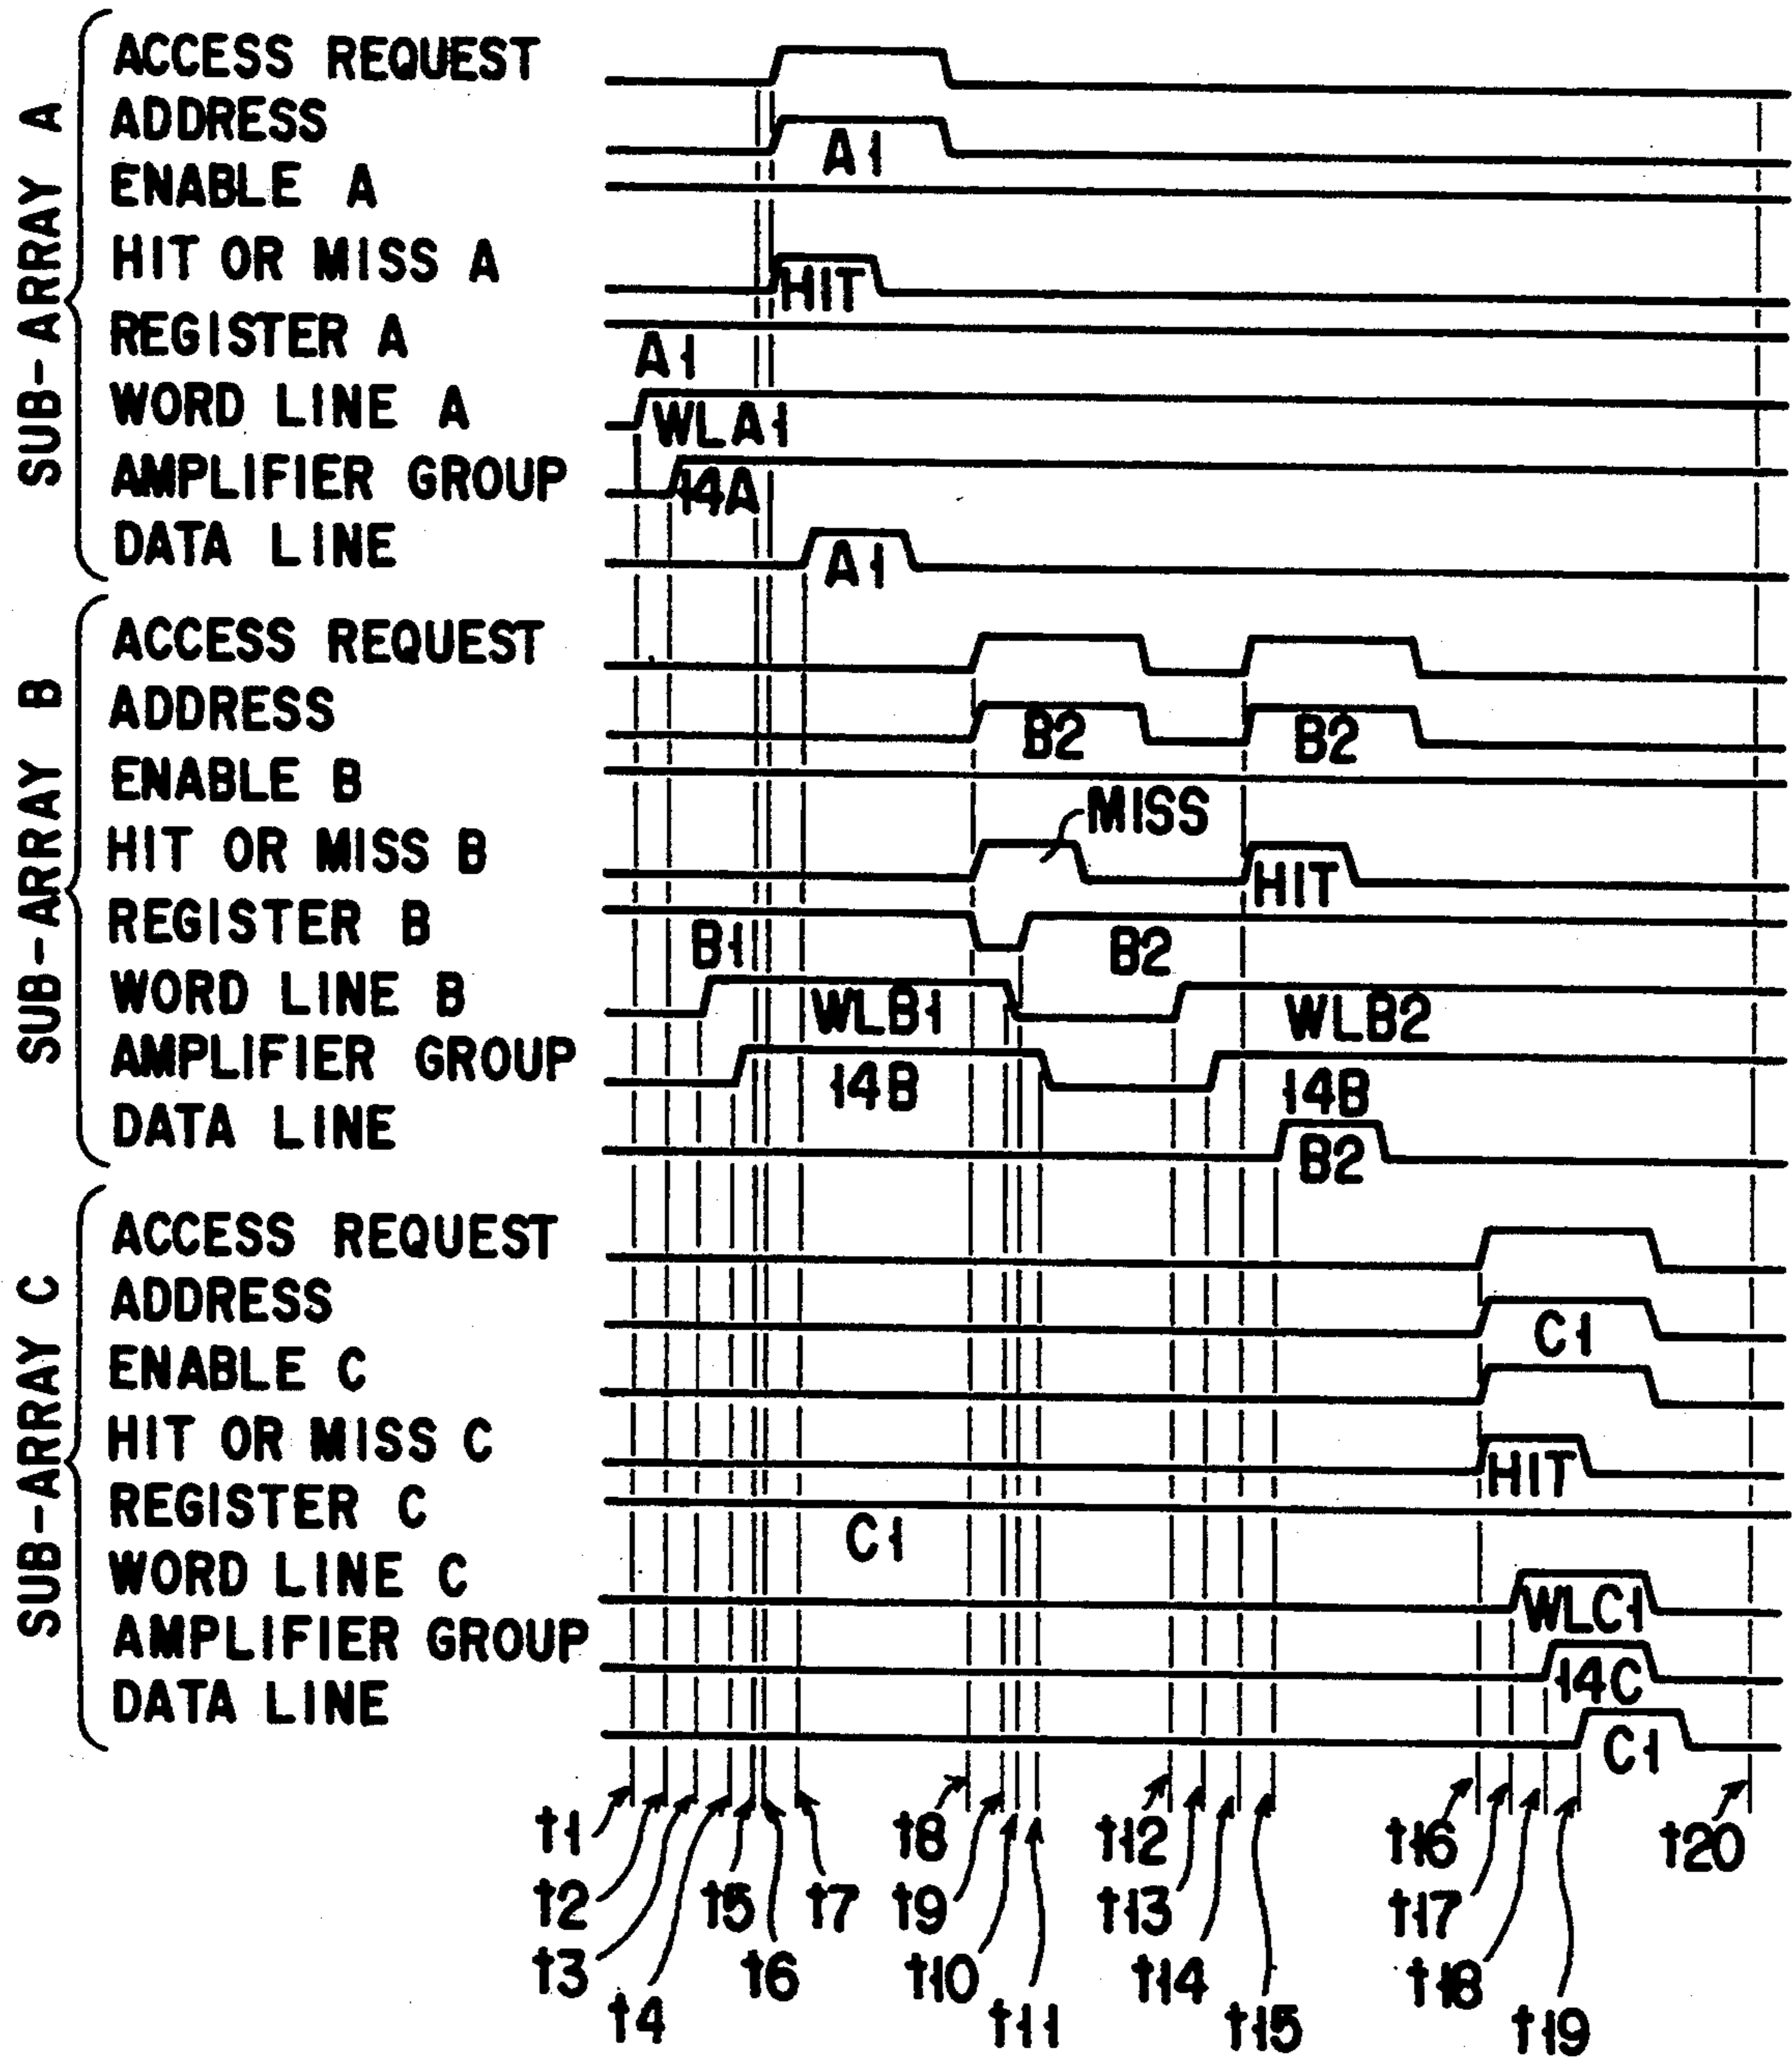 SUB-ARRAY A
ACCESS REQUEST
ADDRESS
A1
ENABLE A
HIT OR MISS A
HIT
REGISTER A
A1
WORD LINE A
WLA1
AMPLIFIER GROUP
14A
DATA LINE
A1
SUB-ARRAY B
ACCESS REQUEST
ADDRESS
B2 B2
ENABLE B
MISS
HIT OR MISS B
HIT
REGISTER B
B1 B2
WORD LINE B
WLB1 WLB2
AMPLIFIER GROUP
14B 14B
DATA LINE
B2
SUB-ARRAY C
ACCESS REQUEST
ADDRESS
C1
ENABLE C
HIT OR MISS C
HIT
REGISTER C
C1
WORD LINE C
WLC1
AMPLIFIER GROUP
14C
DATA LINE
C1
t1 t8 t12 t16 t20
t2 t5 t7 t9 t13 t17
t3 t6 t10 t14 t18
t4 t11 t15 t19